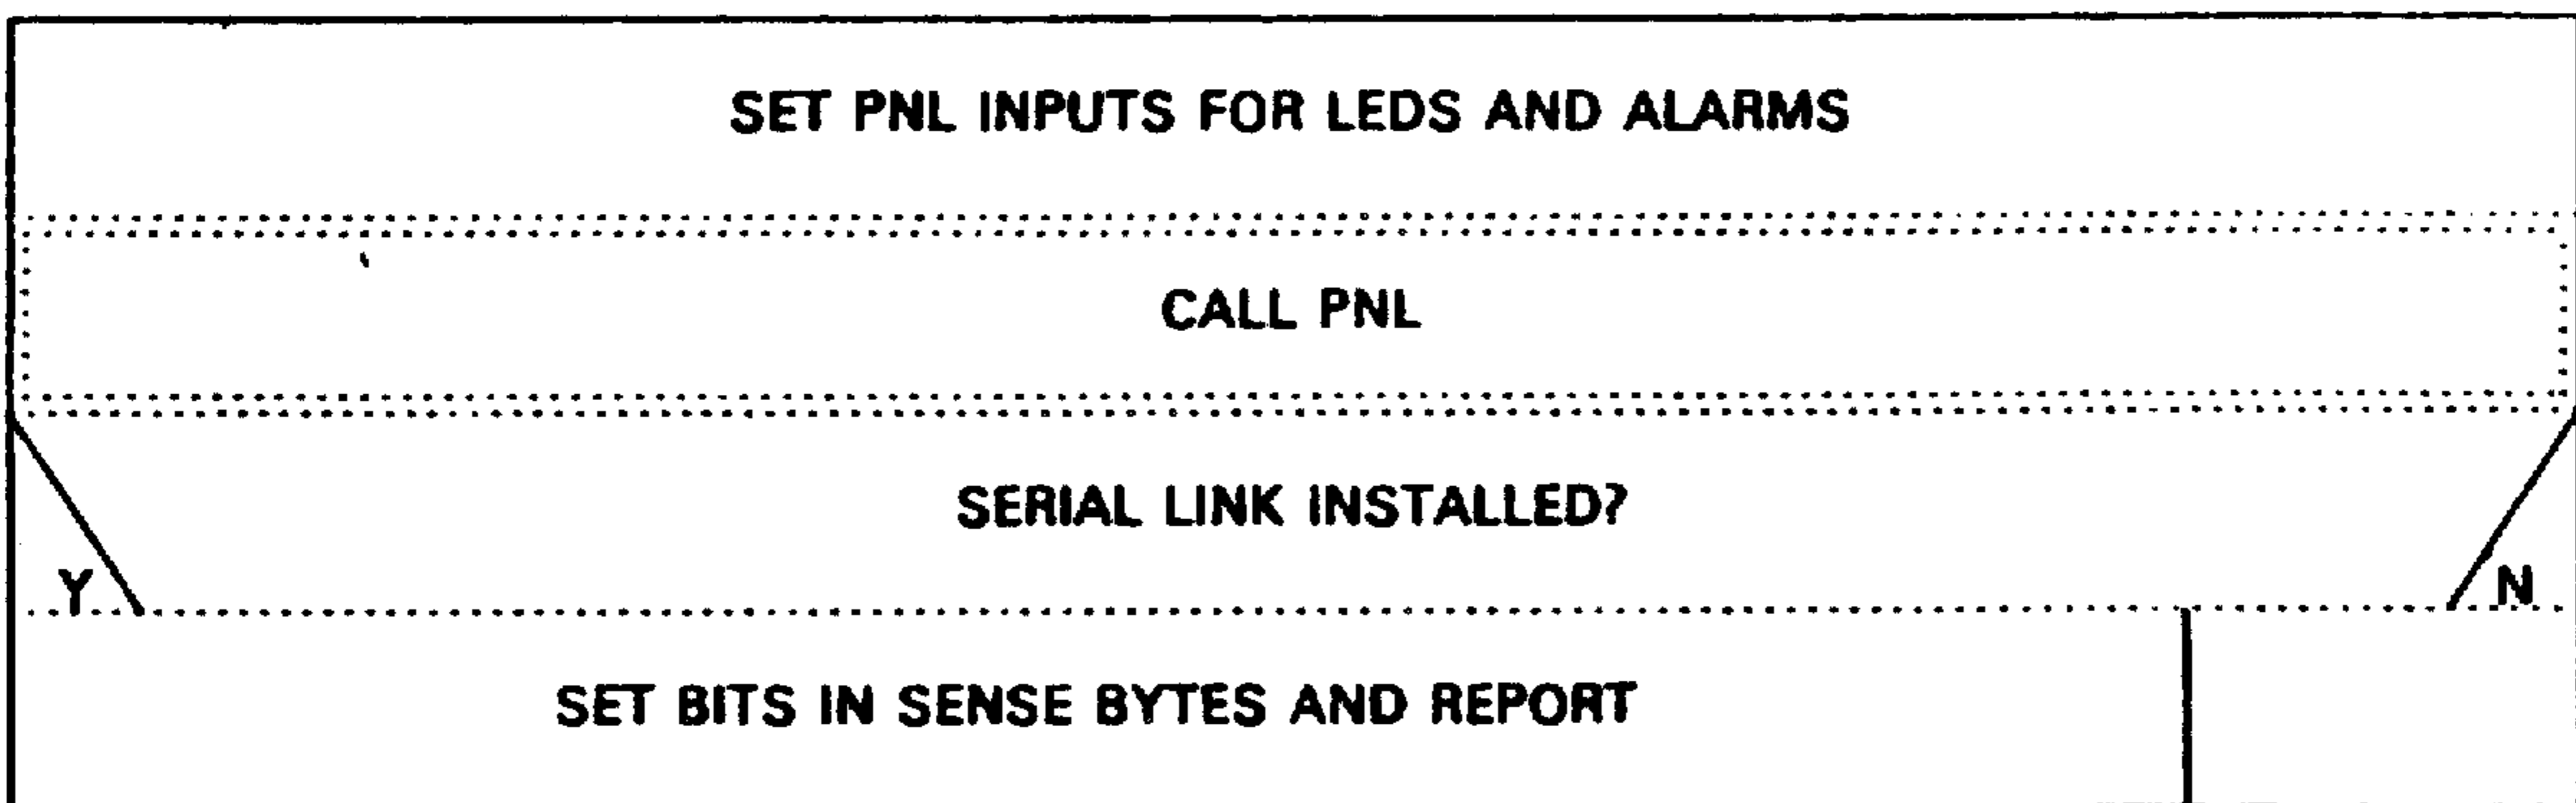 SET PNL INPUTS FOR LEDS AND ALARMS
CALL PNL
SERIAL LINK INSTALLED?
Y N
SET BITS IN SENSE BYTES AND REPORT